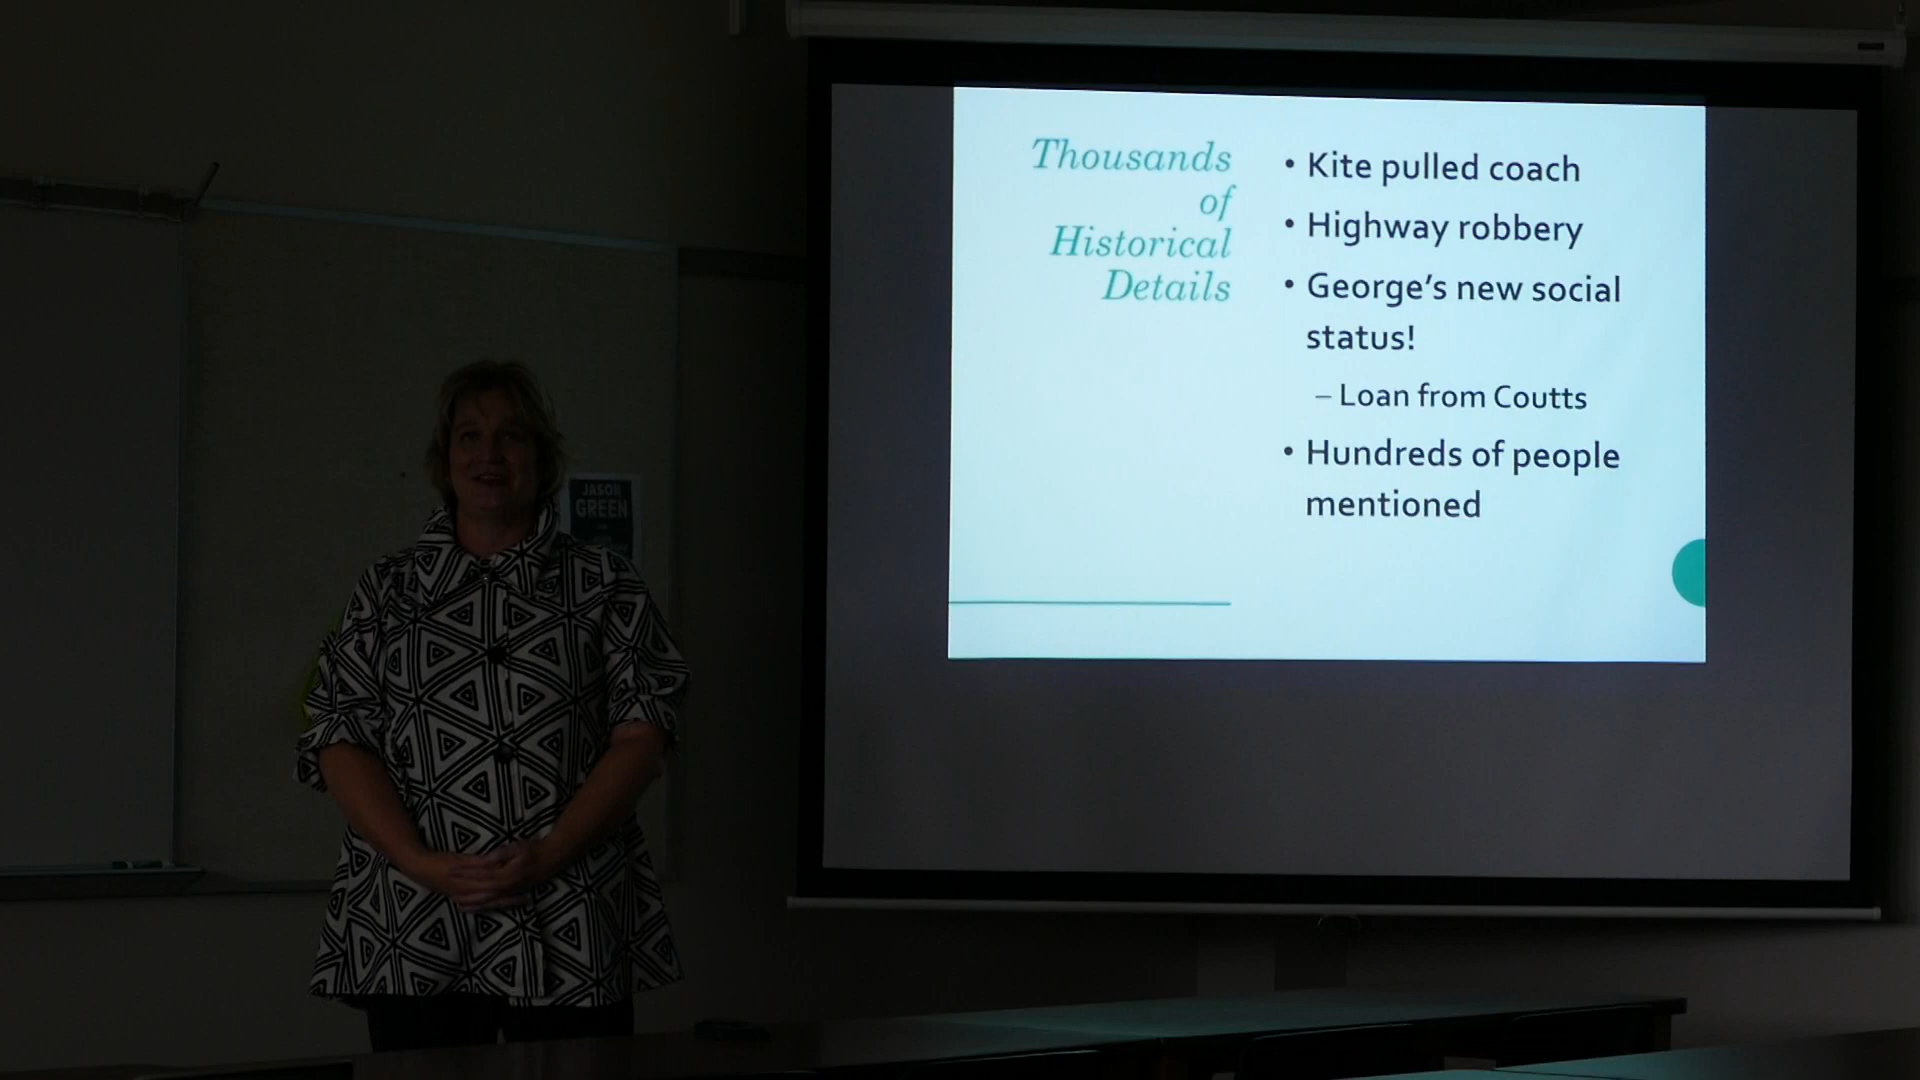 Thousands
of
Historical
Details
• Kite pulled coach
• Highway robbery
• George's new social
status!
– Loan from Coutts
• Hundreds of people
mentioned
JASON
GREEN